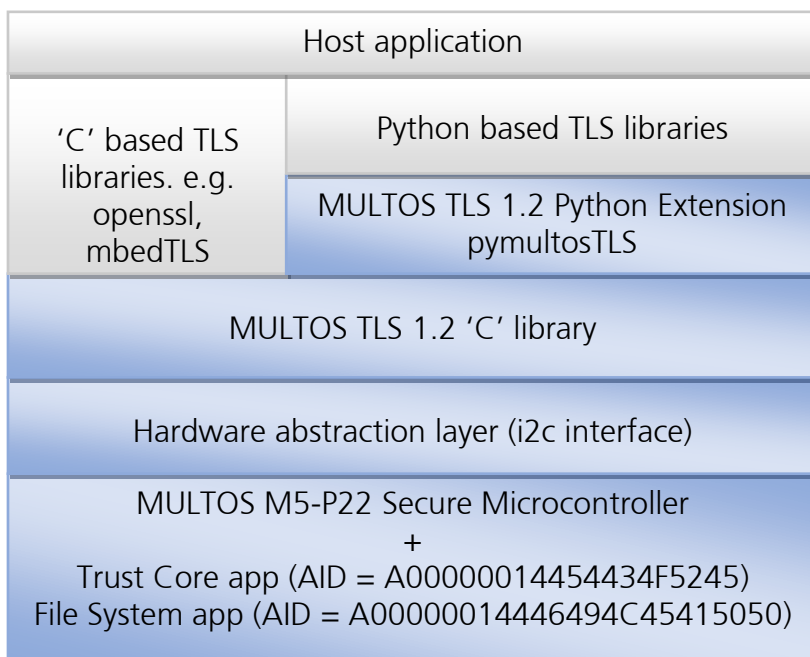 Host application
‘C’ based TLS
libraries. e.g.
openssl,
mbedTLS
Python based TLS libraries
MULTOS TLS 1.2 Python Extension
pymultosTLS
MULTOS TLS 1.2 ‘C’ library
Hardware abstraction layer (i2c interface)
MULTOS M5-P22 Secure Microcontroller
+
Trust Core app (AID = A00000014454434F5245)
File System app (AID = A00000014446494C45415050)